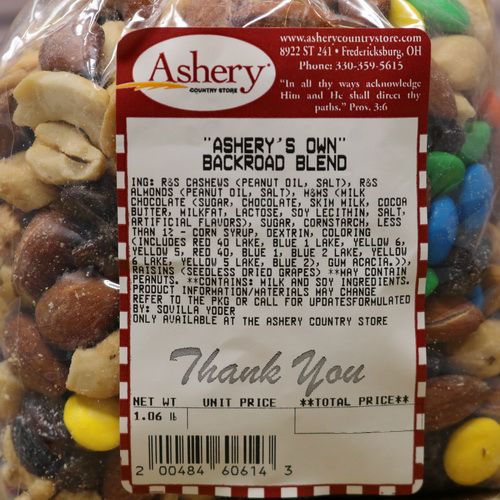 Ashery
COUNTRY STORE
www.asherycountrystore.com
8922 ST 241 • Fredericksburg, OH
Phone: 330-359-5615
"In all thy ways acknowledge
Him and He shall direct thy
paths." Prov. 3:6
"ASHERY'S OWN"
BACKROAD BLEND
ING: R&S CASHEWS (PEANUT OIL, SALT), R&S
ALMONDS (PEANUT OIL, SALT), M&MS (MILK
CHOCOLATE (SUGAR, CHOCOLATE, SKIM MILK, COCOA
BUTTER, MILKFAT, LACTOSE, SOY LECITHIN, SALT,
ARTIFICIAL FLAVORS), SUGAR, CORNSTARCH, LESS
THAN 1% - CORN SYRUP, DEXTRIN, COLORING
(INCLUDES RED 40 LAKE, BLUE 1 LAKE, YELLOW 6,
YELLOW 5, RED 40, BLUE 1, BLUE 2 LAKE, YELLOW
6 LAKE, YELLOW 5 LAKE, BLUE 2), GUM ACACIA,)),
RAISINS (SEEDLESS DRIED GRAPES) **MAY CONTAIN
PEANUTS. **CONTAINS: MILK AND SOY INGREDIENTS.
PRODUCT INFORMATION/MATERIALS MAY CHANGE
REFER TO THE PKG OR CALL FOR UPDATESFORMULATED
BY: SOVILLA YODER
ONLY AVAILABLE AT THE ASHERY COUNTRY STORE
Thank You
NET WT UNIT PRICE **TOTAL PRICE**
1.06 lb
2 00484 60614 3